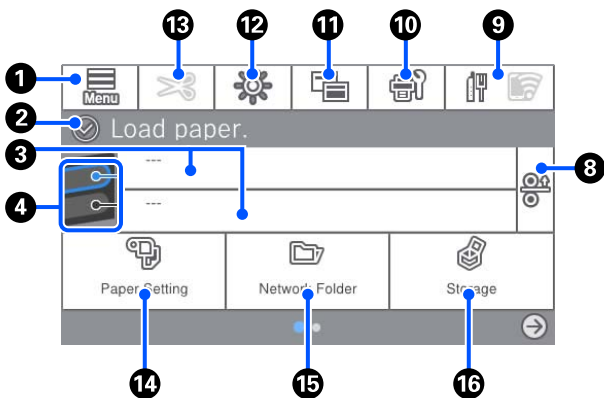 13 12 11 10 9
1 Menu
2 Load paper.
3 ---
4 ---
8
Paper Setting Network Folder Storage
14 15 16